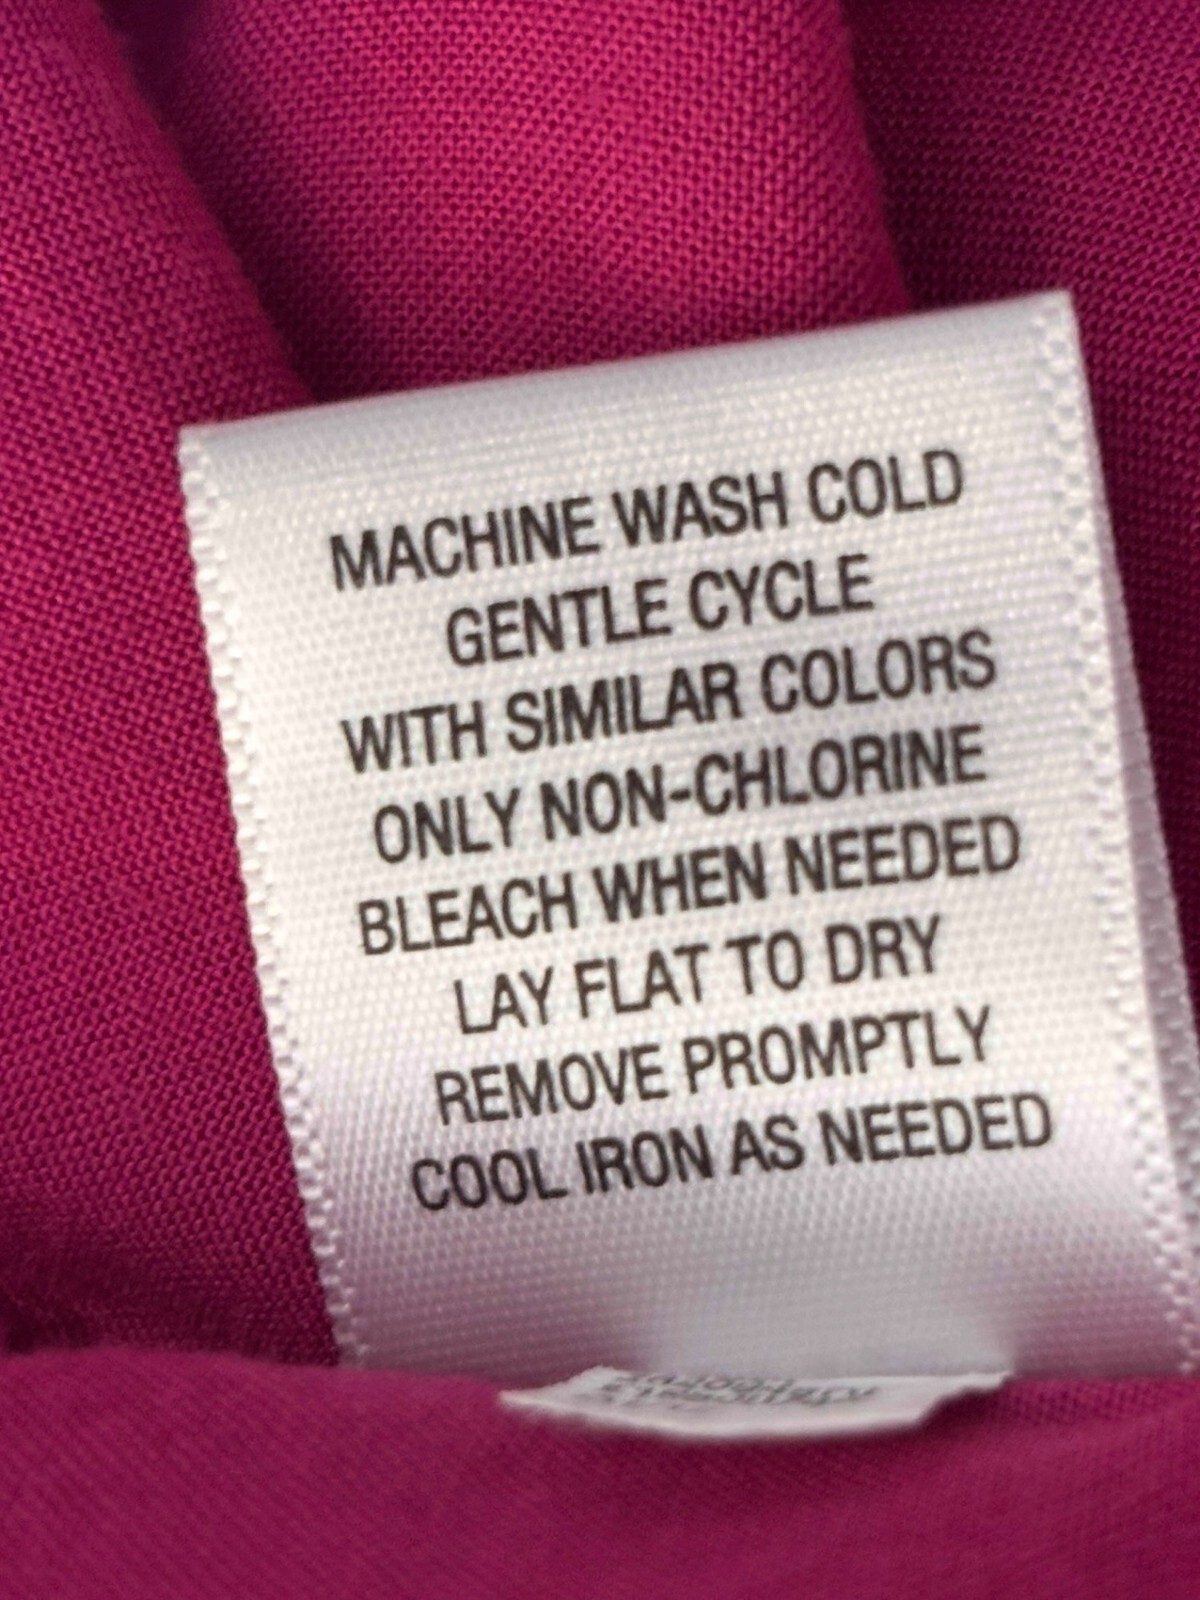 MACHINE WASH COLD
GENTLE CYCLE
WITH SIMILAR COLORS
ONLY NON-CHLORINE
BLEACH WHEN NEEDED
LAY FLAT TO DRY
REMOVE PROMPTLY
COOL IRON AS NEEDED